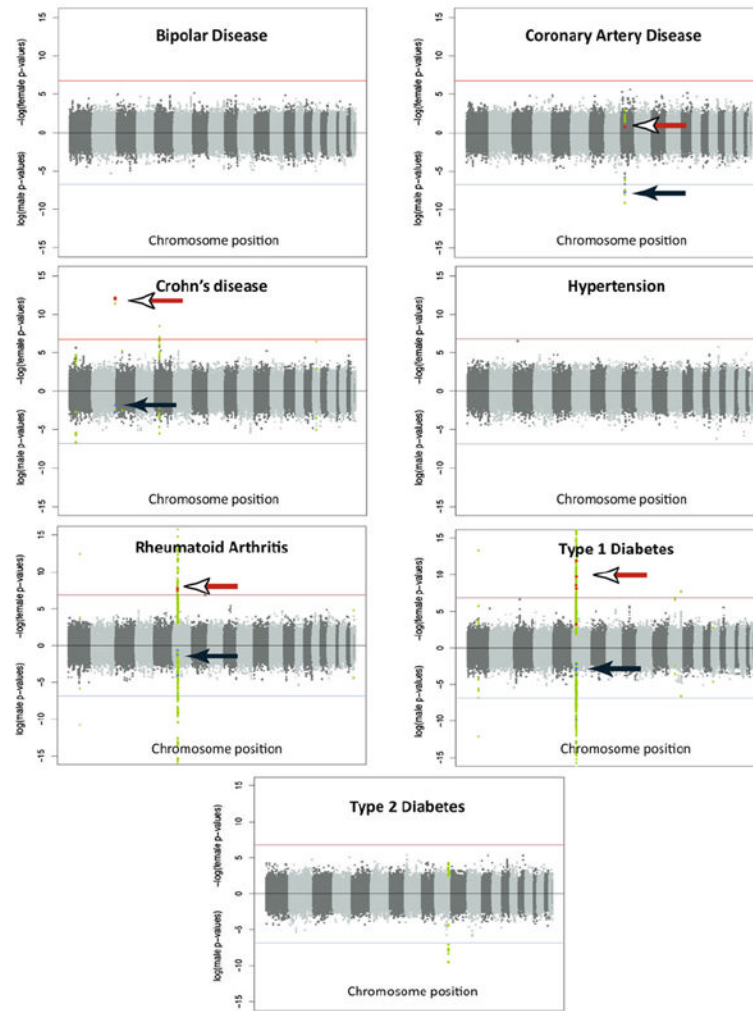 Bipolar Disease
−log(female p−values)
log(male p−values)
15
10
5
0
−5
−10
−15
Chromosome position
Coronary Artery Disease
−log(female p−values)
log(male p−values)
15
10
5
0
−5
−10
−15
Chromosome position
Crohn's disease
−log(female p−values)
log(male p−values)
15
10
5
0
−5
−10
−15
Chromosome position
Hypertension
−log(female p−values)
log(male p−values)
15
10
5
0
−5
−10
−15
Chromosome position
Rheumatoid Arthritis
−log(female p−values)
log(male p−values)
15
10
5
0
−5
−10
−15
Chromosome position
Type 1 Diabetes
−log(female p−values)
log(male p−values)
15
10
5
0
−5
−10
−15
Chromosome position
Type 2 Diabetes
−log(female p−values)
log(male p−values)
15
10
5
0
−5
−10
−15
Chromosome position